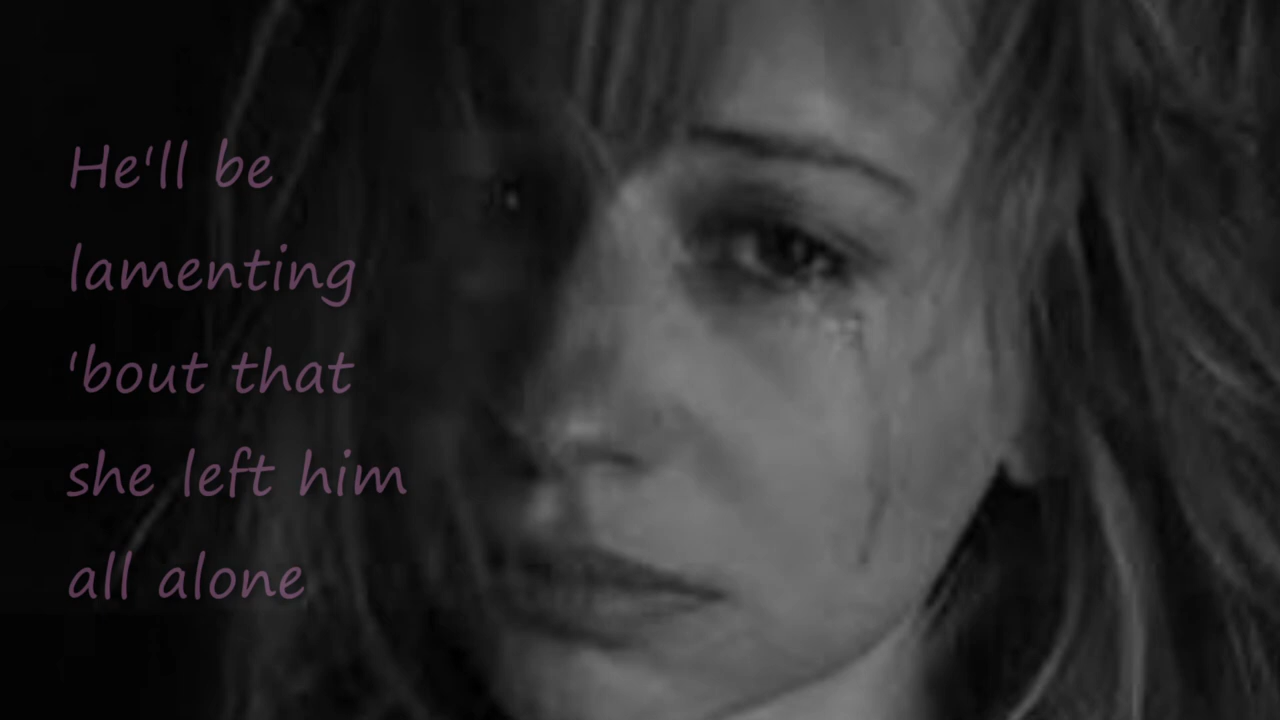 He'll be
lamenting
'bout that
she left him
all alone